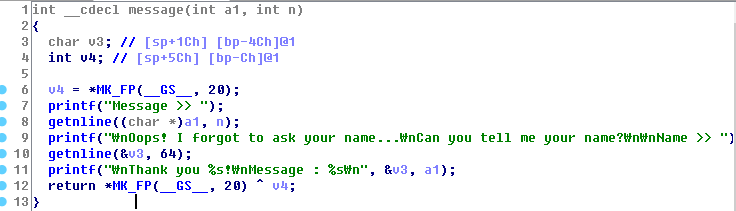 1 int __cdecl message(int a1, int n)
2 {
3 char v3; // [sp+1Ch] [bp-4Ch]@1
4 int v4; // [sp+5Ch] [bp-Ch]@1
5
6 v4 = *MK_FP(__GS__, 20);
7 printf("Message >> ");
8 getnline((char *)a1, n);
9 printf("₩nOops! I forgot to ask your name...₩nCan you tell me your name?₩n₩nName >> ")
10 getnline(&v3, 64);
11 printf("₩nThank you %s!₩nMessage : %s₩n", &v3, a1);
12 return *MK_FP(__GS__, 20) ^ v4;
13 }